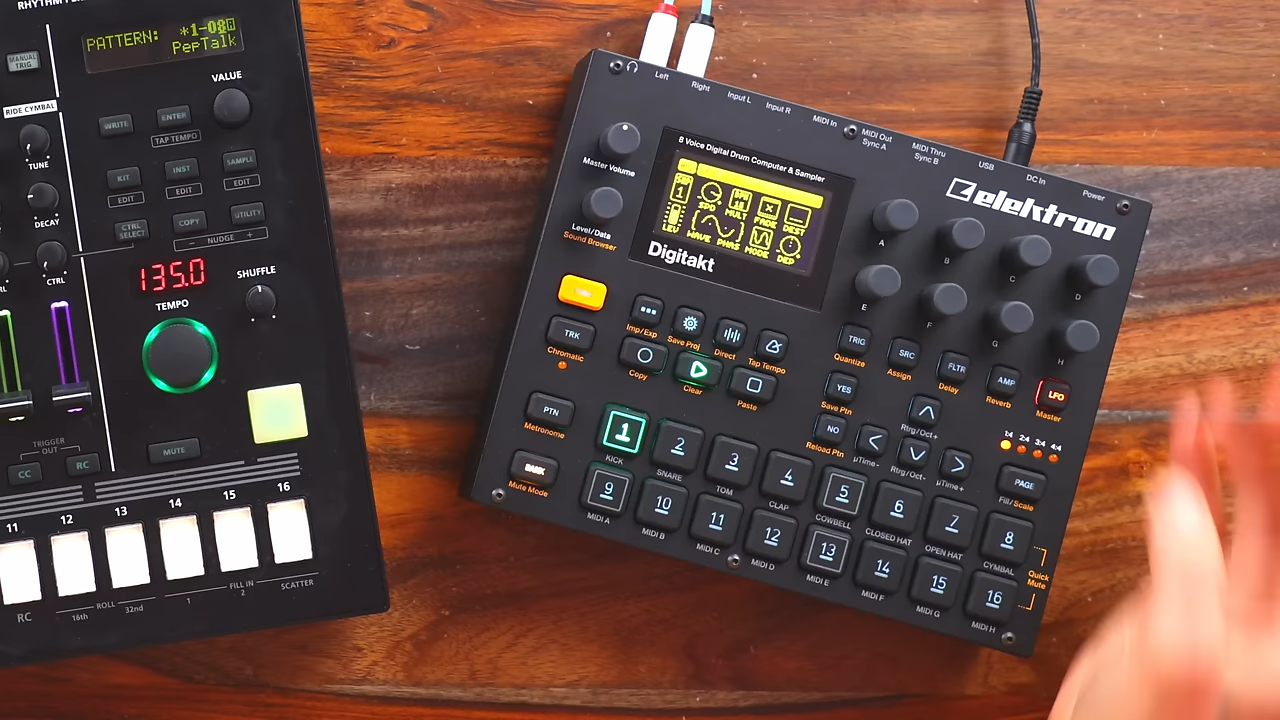 PATTERN: *1-08
PepTalk
MANUAL
TRIG
VALUE
RIDE CYMBAL
WRITE
ENTER
TAP TEMPO
TUNE
KIT
INST
SAMPLE
EDIT
EDIT
EDIT
DECAY
CTRL
SELECT
COPY
UTILITY
- NUDGE +
CTRL
135.0
SHUFFLE
TEMPO
TRIGGER
OUT
CC
RC
MUTE
11
12
13
14
15
16
RC
16th
ROLL
32nd
1
FILL IN
2
SCATTER
Left
Right
Input L
Input R
MIDI In
MIDI Out
Sync A
MIDI Thru
Sync B
USB
DC In
Power
Master Volume
8 Voice Digital Drum Computer & Sampler
elektron
1
SPD
MULT
FADE
DEST
LEV
WAVE
PHAS
MODE
DEP
Level/Data
Sound Browser
Digitakt
A
B
C
D
E
F
G
H
TRK
Chromatic
Imp/Exp
Save Proj
Direct
Tap Tempo
Copy
Clear
Paste
TRIG
Quantize
SRC
Assign
FLTR
Delay
AMP
Reverb
LFO
Master
YES
Save Ptn
NO
Reload Ptn
Rtrg/Oct+
μTime-
Rtrg/Oct-
μTime+
1:4
2:4
3:4
4:4
PAGE
Fill/Scale
PTN
Metronome
BANK
Mute Mode
1
KICK
2
SNARE
3
TOM
4
CLAP
5
COWBELL
6
CLOSED HAT
7
OPEN HAT
8
CYMBAL
9
MIDI A
10
MIDI B
11
MIDI C
12
MIDI D
13
MIDI E
14
MIDI F
15
MIDI G
16
MIDI H
Quick
Mute